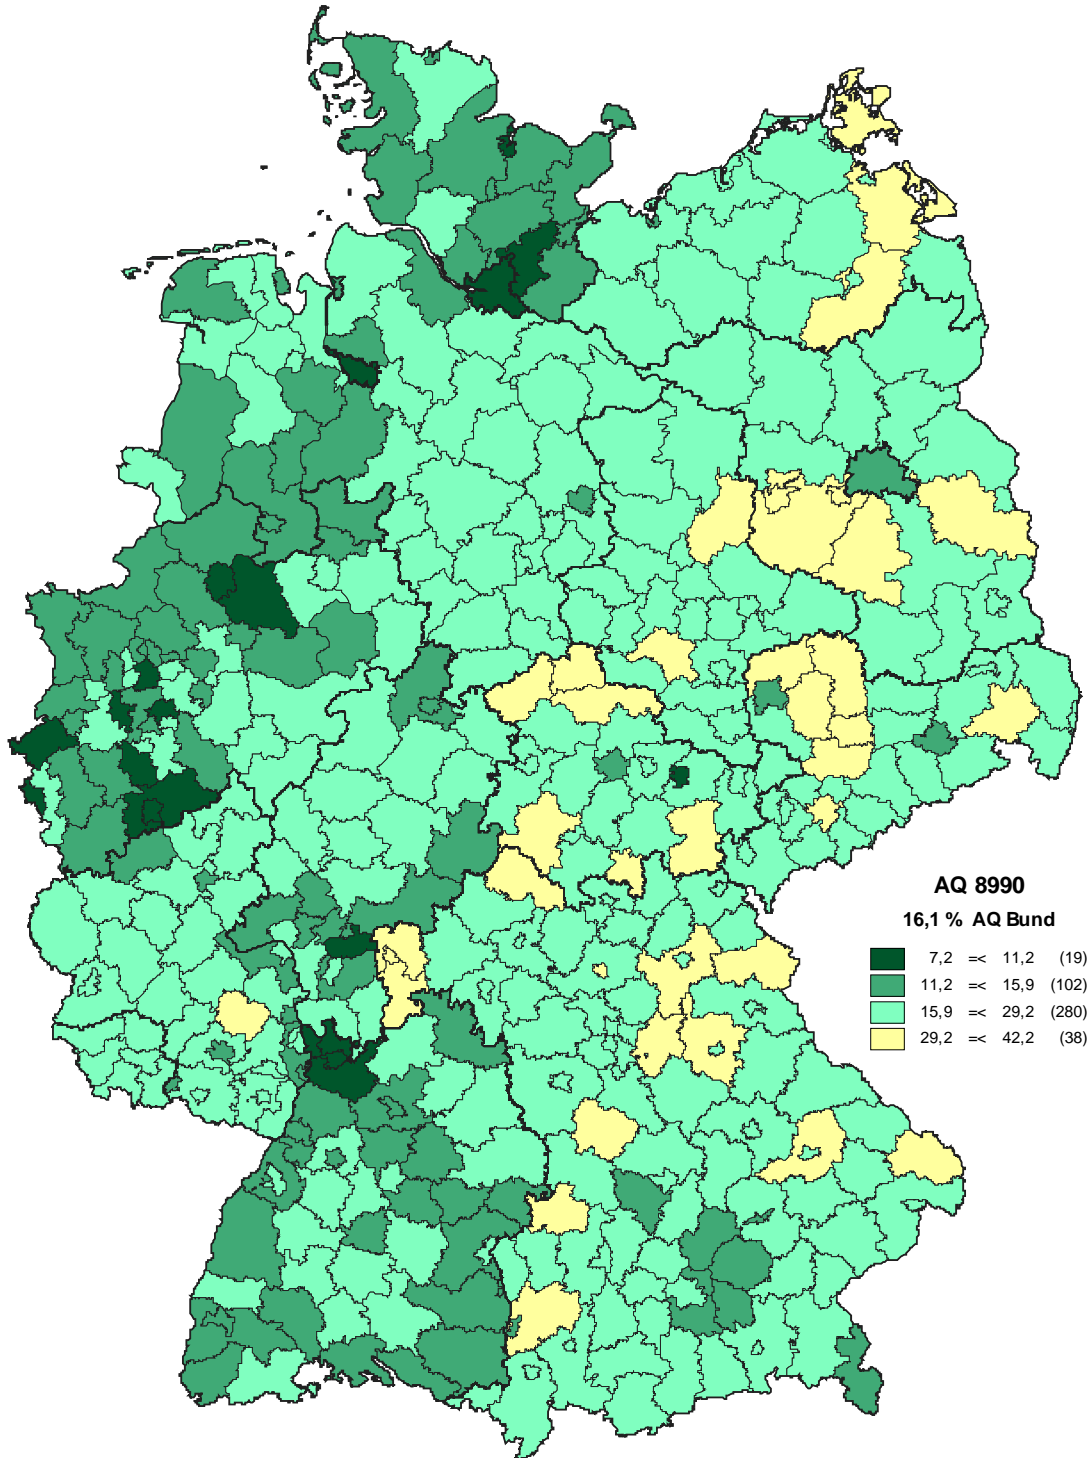 AQ 8990
16,1 % AQ Bund
7,2 =< 11,2 (19)
11,2 =< 15,9 (102)
15,9 =< 29,2 (280)
29,2 =< 42,2 (38)